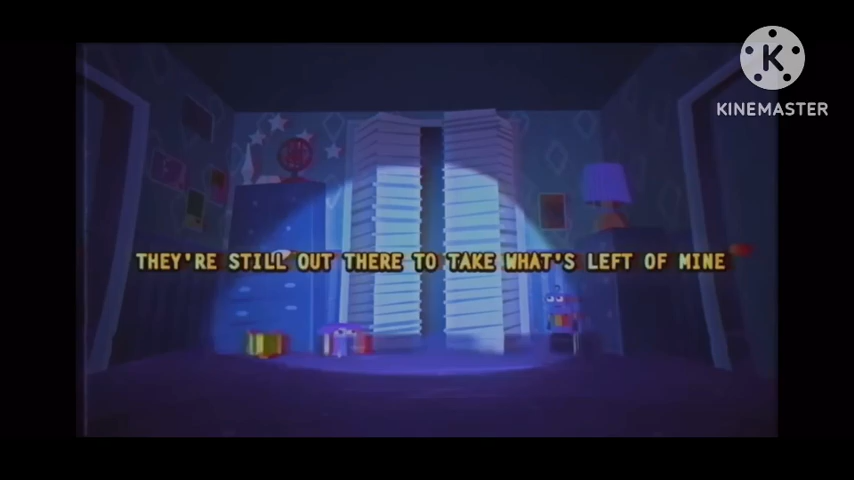 K
KINEMASTER
THEY'RE STILL OUT THERE TO TAKE WHAT'S LEFT OF MINE